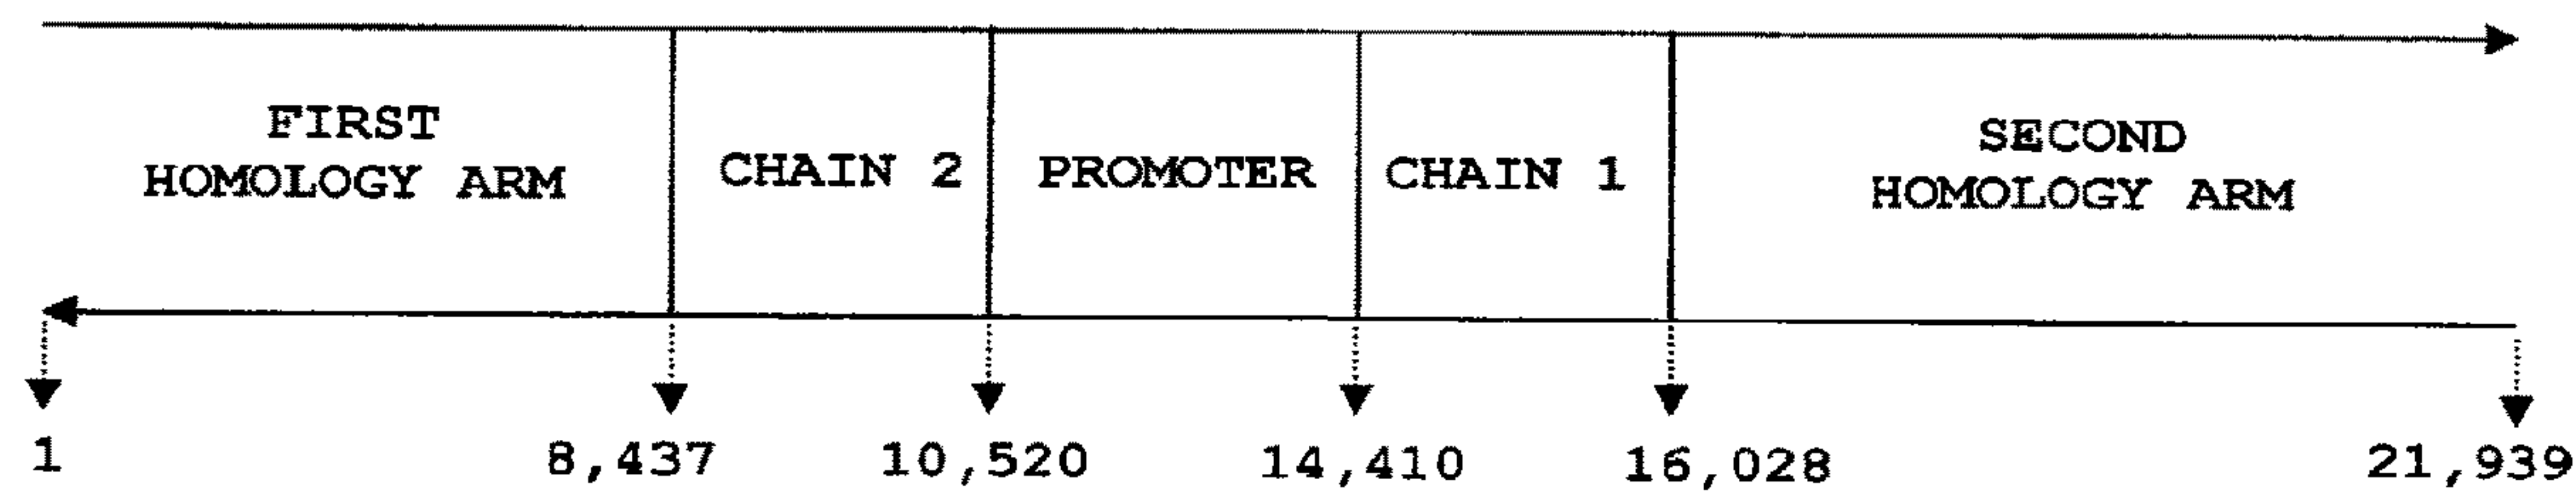 FIRST
HOMOLOGY ARM
CHAIN 2
PROMOTER
CHAIN 1
SECOND
HOMOLOGY ARM
1
8,437
10,520
14,410
16,028
21,939